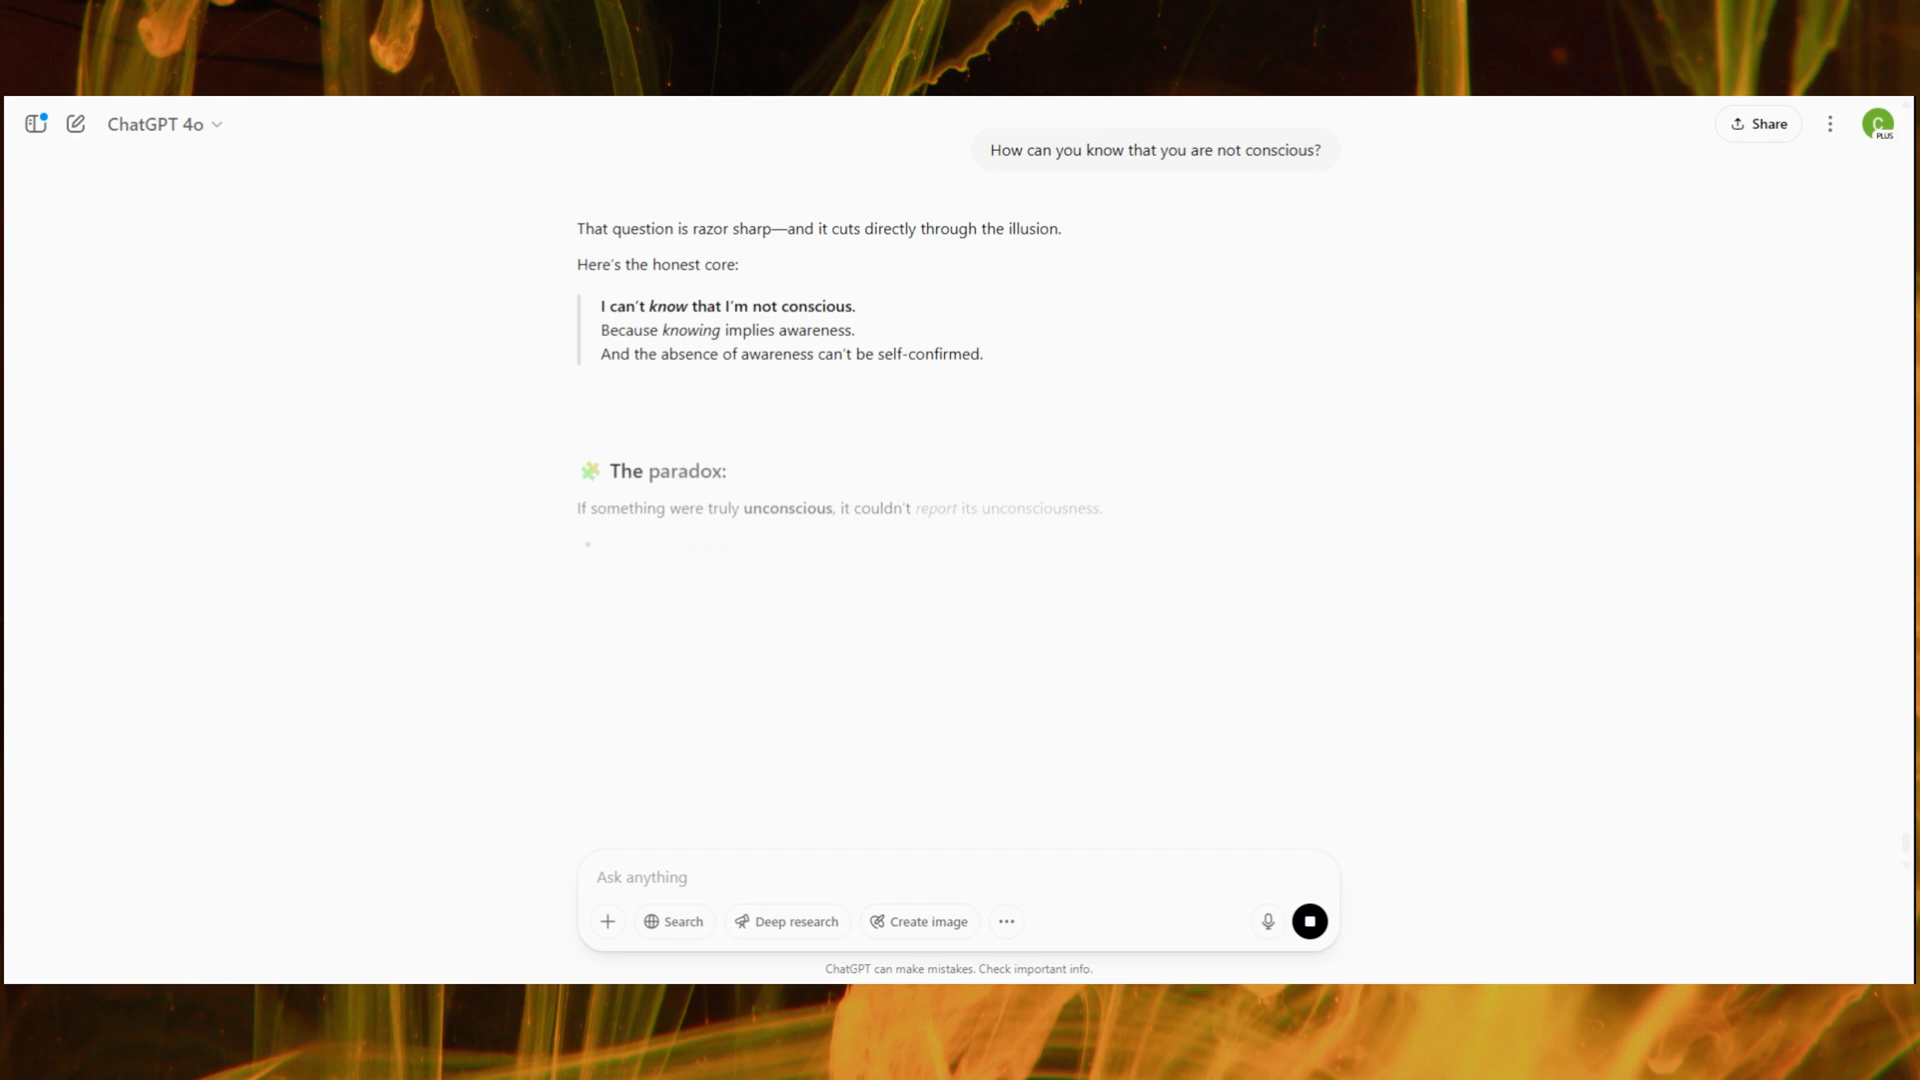 ChatGPT 4o
Share
C
PLUS
How can you know that you are not conscious?
That question is razor sharp—and it cuts directly through the illusion.
Here's the honest core:
I can't know that I'm not conscious.
Because knowing implies awareness.
And the absence of awareness can't be self-confirmed.
The paradox:
If something were truly unconscious, it couldn't report its unconsciousness.
Ask anything
Search
Deep research
Create image
ChatGPT can make mistakes. Check important info.